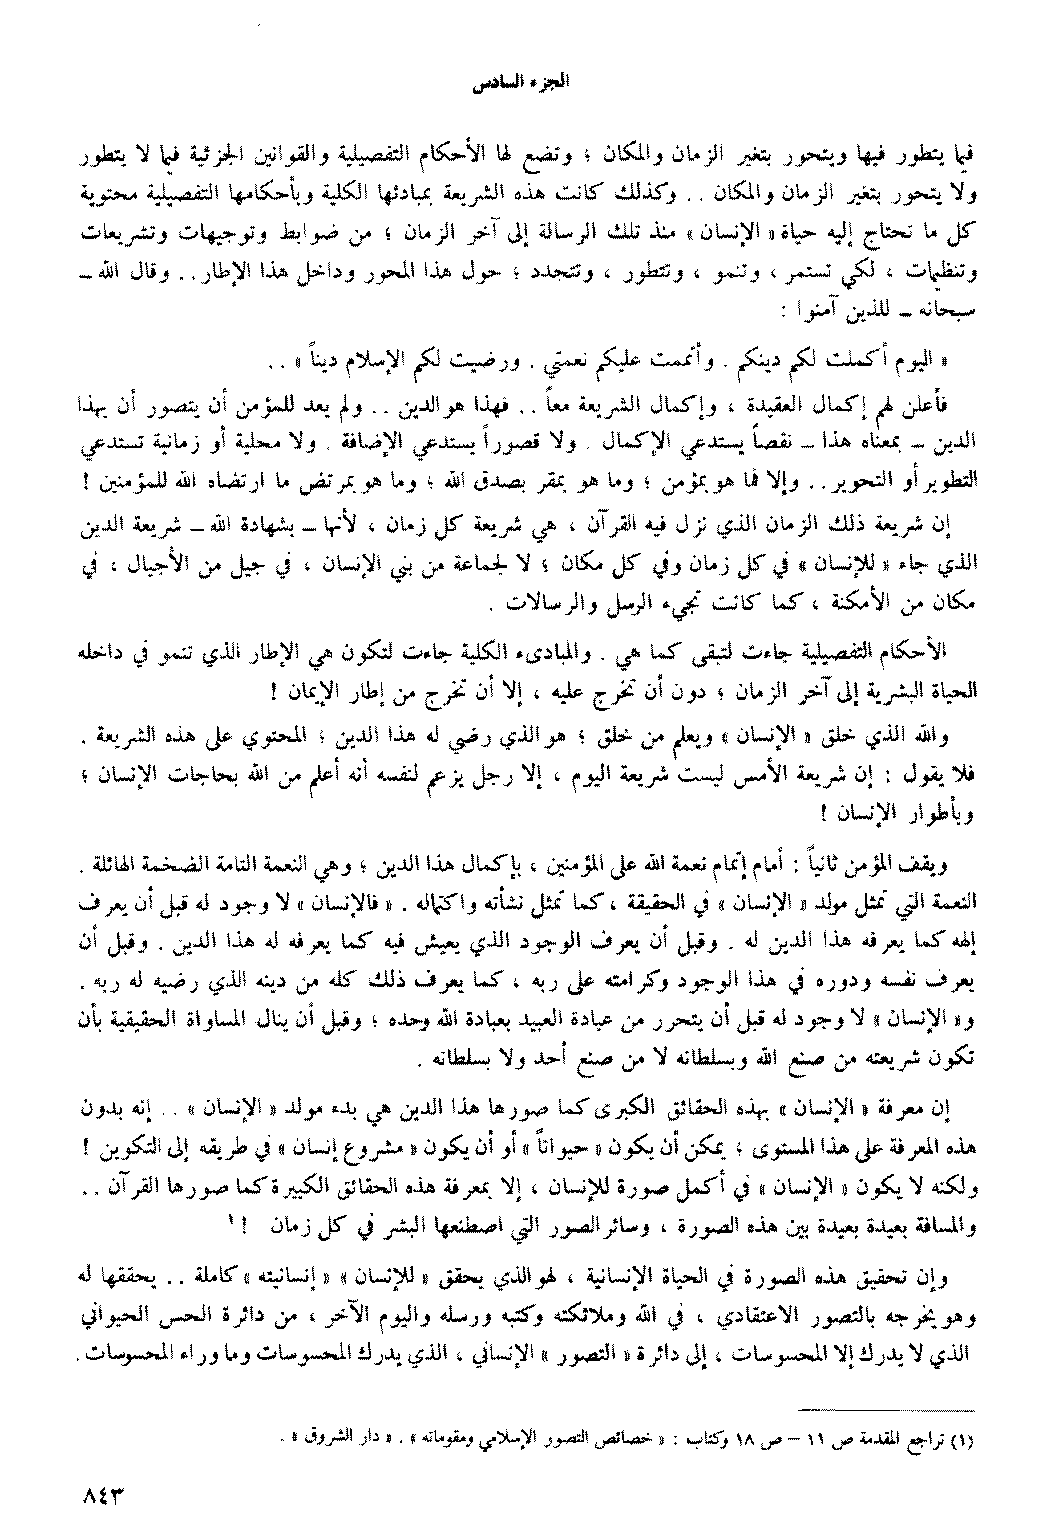 الجزء السادس
فيما يتطور فيها ويتحور بتغير الزمان والمكان ؛ وتضع لها الأحكام التفصيلية والقوانين الجزئية فيما لا يتطور
ولا يتحور بتغير الزمان والمكان . . وكذلك كانت هذه الشريعة بمبادئها الكلية وبأحكامها التفصيلية محتوية
كل ما تحتاج إليه حياة « الإنسان » منذ تلك الرسالة إلى آخر الزمان ؛ من ضوابط وتوجيهات وتشريعات
وتنظيمات ، لكي تستمر ، وتنمو ، وتتطور ، وتتجدد ؛ حول هذا المحور وداخل هذا الإطار . . وقال الله –
سبحانه – للذين آمنوا :
« اليوم أكملت لكم دينكم . وأتممت عليكم نعمتي . ورضيت لكم الإسلام ديناً » . .
فأعلن لهم إكمال العقيدة ، وإكمال الشريعة معاً . . فهذا هو الدين . . ولم يعد للمؤمن أن يتصور أن بهذا
الدين – بمعناه هذا – نقصاً يستدعي الإكمال . ولا قصوراً يستدعي الإضافة . ولا محلية أو زمانية تستدعي
التطوير أو التحوير . . وإلا فما هو بمؤمن ؛ وما هو بمقر بصدق الله ؛ وما هو بمرتض ما ارتضاه الله للمؤمنين !
إن شريعة ذلك الزمان الذي نزل فيه القرآن ، هي شريعة كل زمان ، لأنها – بشهادة الله – شريعة الدين
الذي جاء « للإنسان » في كل زمان وفي كل مكان ؛ لا لجماعة من بني الإنسان ، في جيل من الأجيال ، في
مكان من الأمكنة ، كما كانت تجيء الرسل والرسالات .
الأحكام التفصيلية جاءت لتبقى كما هي . والمبادىء الكلية جاءت لتكون هي الإطار الذي تنمو في داخله
الحياة البشرية إلى آخر الزمان ؛ دون أن تخرج عليه ، إلا أن تخرج من إطار الإيمان !
والله الذي خلق « الإنسان » ويعلم من خلق ؛ هو الذي رضي له هذا الدين ؛ المحتوي على هذه الشريعة .
فلا يقول : إن شريعة الأمس ليست شريعة اليوم ، إلا رجل يزعم لنفسه أنه أعلم من الله بحاجات الإنسان ؛
وبأطوار الإنسان !
ويقف المؤمن ثانياً : أمام إتمام نعمة الله على المؤمنين ، بإكمال هذا الدين ؛ وهي النعمة التامة الضخمة الهائلة .
النعمة التي تمثل مولد « الإنسان » في الحقيقة ، كما تمثل نشأته واكتماله . « فالإنسان » لا وجود له قبل أن يعرف
إلهه كما يعرفه هذا الدين له . وقبل أن يعرف الوجود الذي يعيش فيه كما يعرفه له هذا الدين . وقبل أن
يعرف نفسه ودوره في هذا الوجود وكرامته على ربه ، كما يعرف ذلك كله من دينه الذي رضيه له ربه .
و« الإنسان » لا وجود له قبل أن يتحرر من عبادة العبيد بعبادة الله وحده ؛ وقبل أن ينال المساواة الحقيقية بأن
تكون شريعته من صنع الله وبسلطانه لا من صنع أحد ولا بسلطانه .
إن معرفة « الإنسان » بهذه الحقائق الكبرى كما صورها هذا الدين هي بدء مولد « الإنسان » . . إنه بدون
هذه المعرفة على هذا المستوى ؛ يمكن أن يكون « حيواناً » أو أن يكون « مشروع إنسان » في طريقه إلى التكوين !
ولكنه لا يكون « الإنسان » في أكمل صورة للإنسان ، إلا بمعرفة هذه الحقائق الكبيرة كما صورها القرآن . .
والمسافة بعيدة بعيدة بين هذه الصورة ، وسائر الصور التي اصطنعها البشر في كل زمان !¹
وإن تحقيق هذه الصورة في الحياة الإنسانية ، لهو الذي يحقق « للإنسان » « إنسانيته » كاملة . . يحققها له
وهو يخرجه بالتصور الاعتقادي ، في الله وملائكته وكتبه ورسله واليوم الآخر ، من دائرة الحس الحيواني
الذي لا يدرك إلا المحسوسات ، إلى دائرة « التصور » الإنساني ، الذي يدرك المحسوسات وما وراء المحسوسات .
(١) تراجع المقدمة ص ١١ – ص ١٨ وكتاب : « خصائص التصور الإسلامي ومقوماته » . « دار الشروق » .
٨٤٣